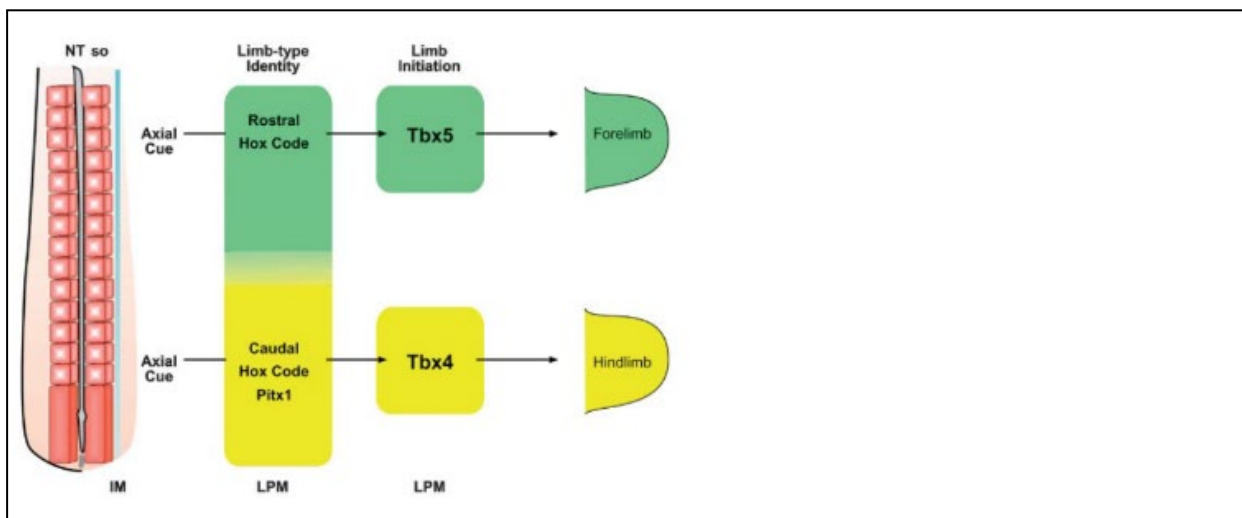 NT so
Limb-type
Identity
Limb
Initiation
Axial
Cue
Rostral
Hox Code
Tbx5
Forelimb
Axial
Cue
Caudal
Hox Code
Pitx1
Tbx4
Hindlimb
IM
LPM
LPM